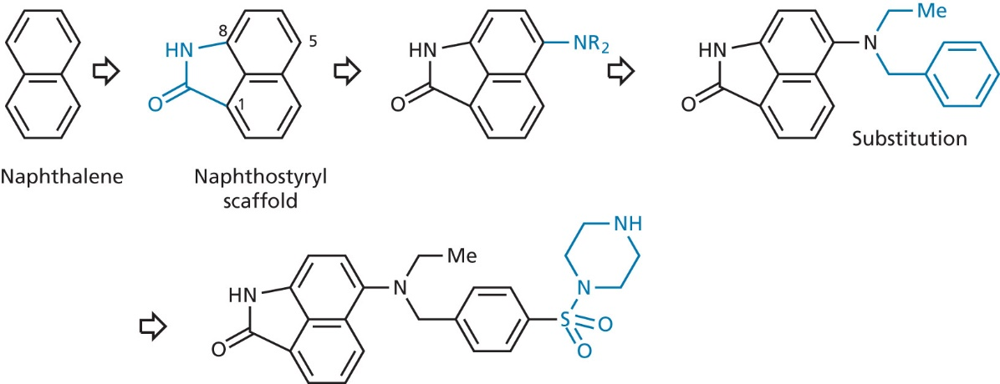 HN
8
5
O
1
HN
NR2
O
HN
N
Me
O
Naphthalene
Naphthostyryl
scaffold
Substitution
HN
O
N
Me
S
O
O
N
NH